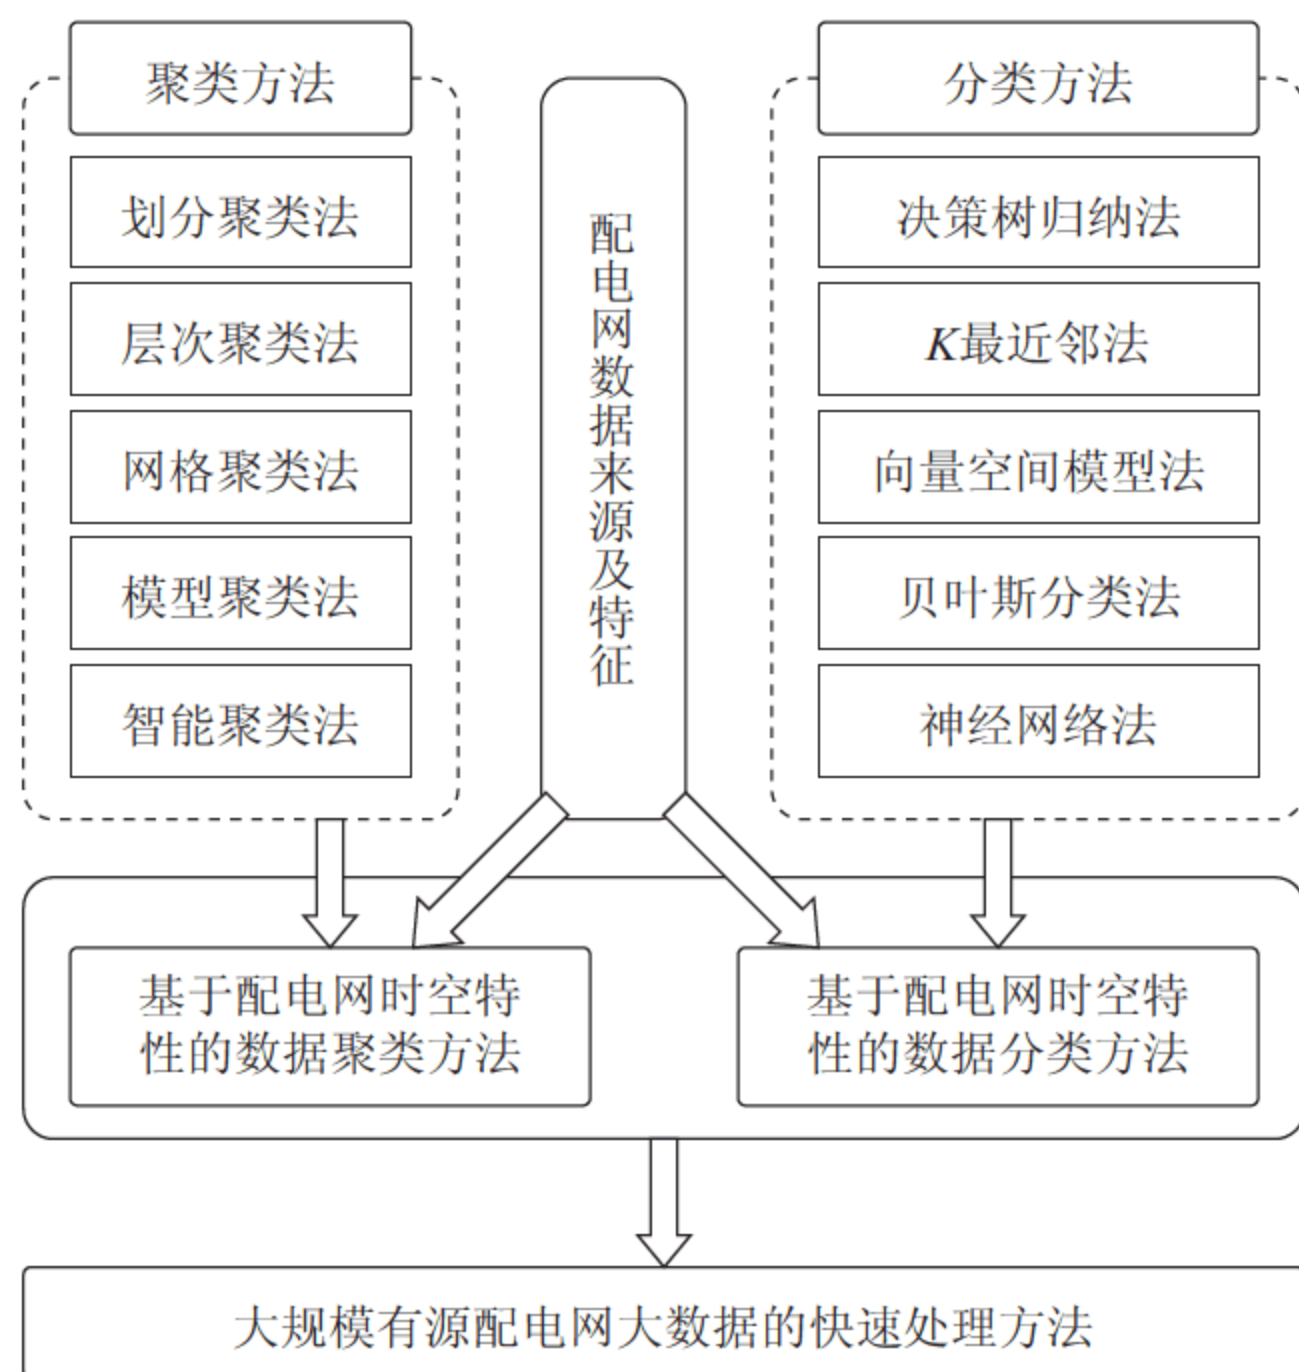 聚类方法
划分聚类法
层次聚类法
网格聚类法
模型聚类法
智能聚类法
配电网数据来源及特征
分类方法
决策树归纳法
K最近邻法
向量空间模型法
贝叶斯分类法
神经网络法
基于配电网时空特
性的数据聚类方法
基于配电网时空特
性的数据分类方法
大规模有源配电网大数据的快速处理方法